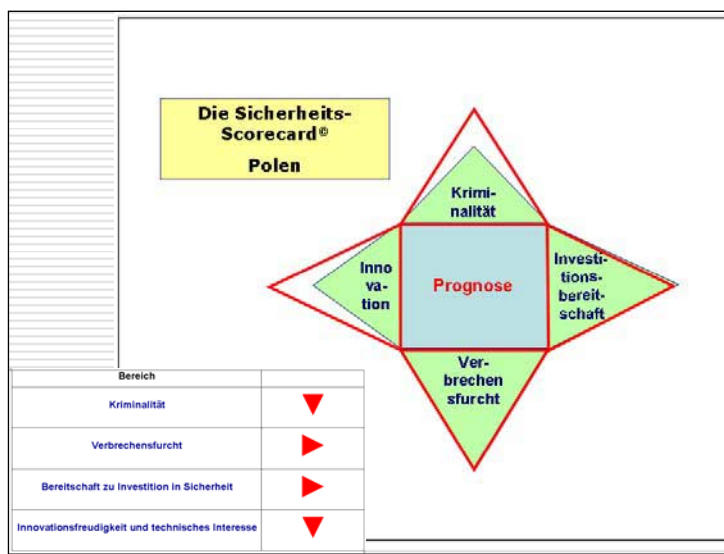 Die Sicherheits-
Scorecard©
Polen
Krimi-
nalität
Inno
va-
tion
Prognose
Investi-
tions-
bereit-
schaft
Ver-
brechen
sfurcht
Bereich
Kriminalität
Verbrechensfurcht
Bereitschaft zu Investition in Sicherheit
Innovationsfreudigkeit und technisches Interesse